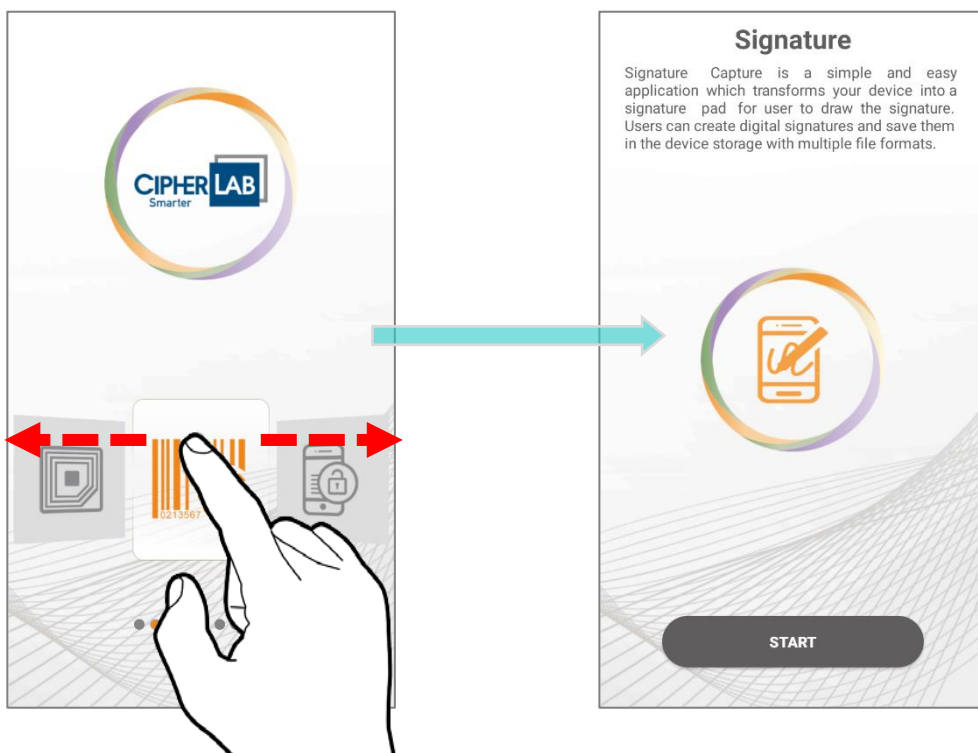 CIPHERLAB
Smarter
0213567
Signature
Signature Capture is a simple and easy
application which transforms your device into a
signature pad for user to draw the signature.
Users can create digital signatures and save them
in the device storage with multiple file formats.
START